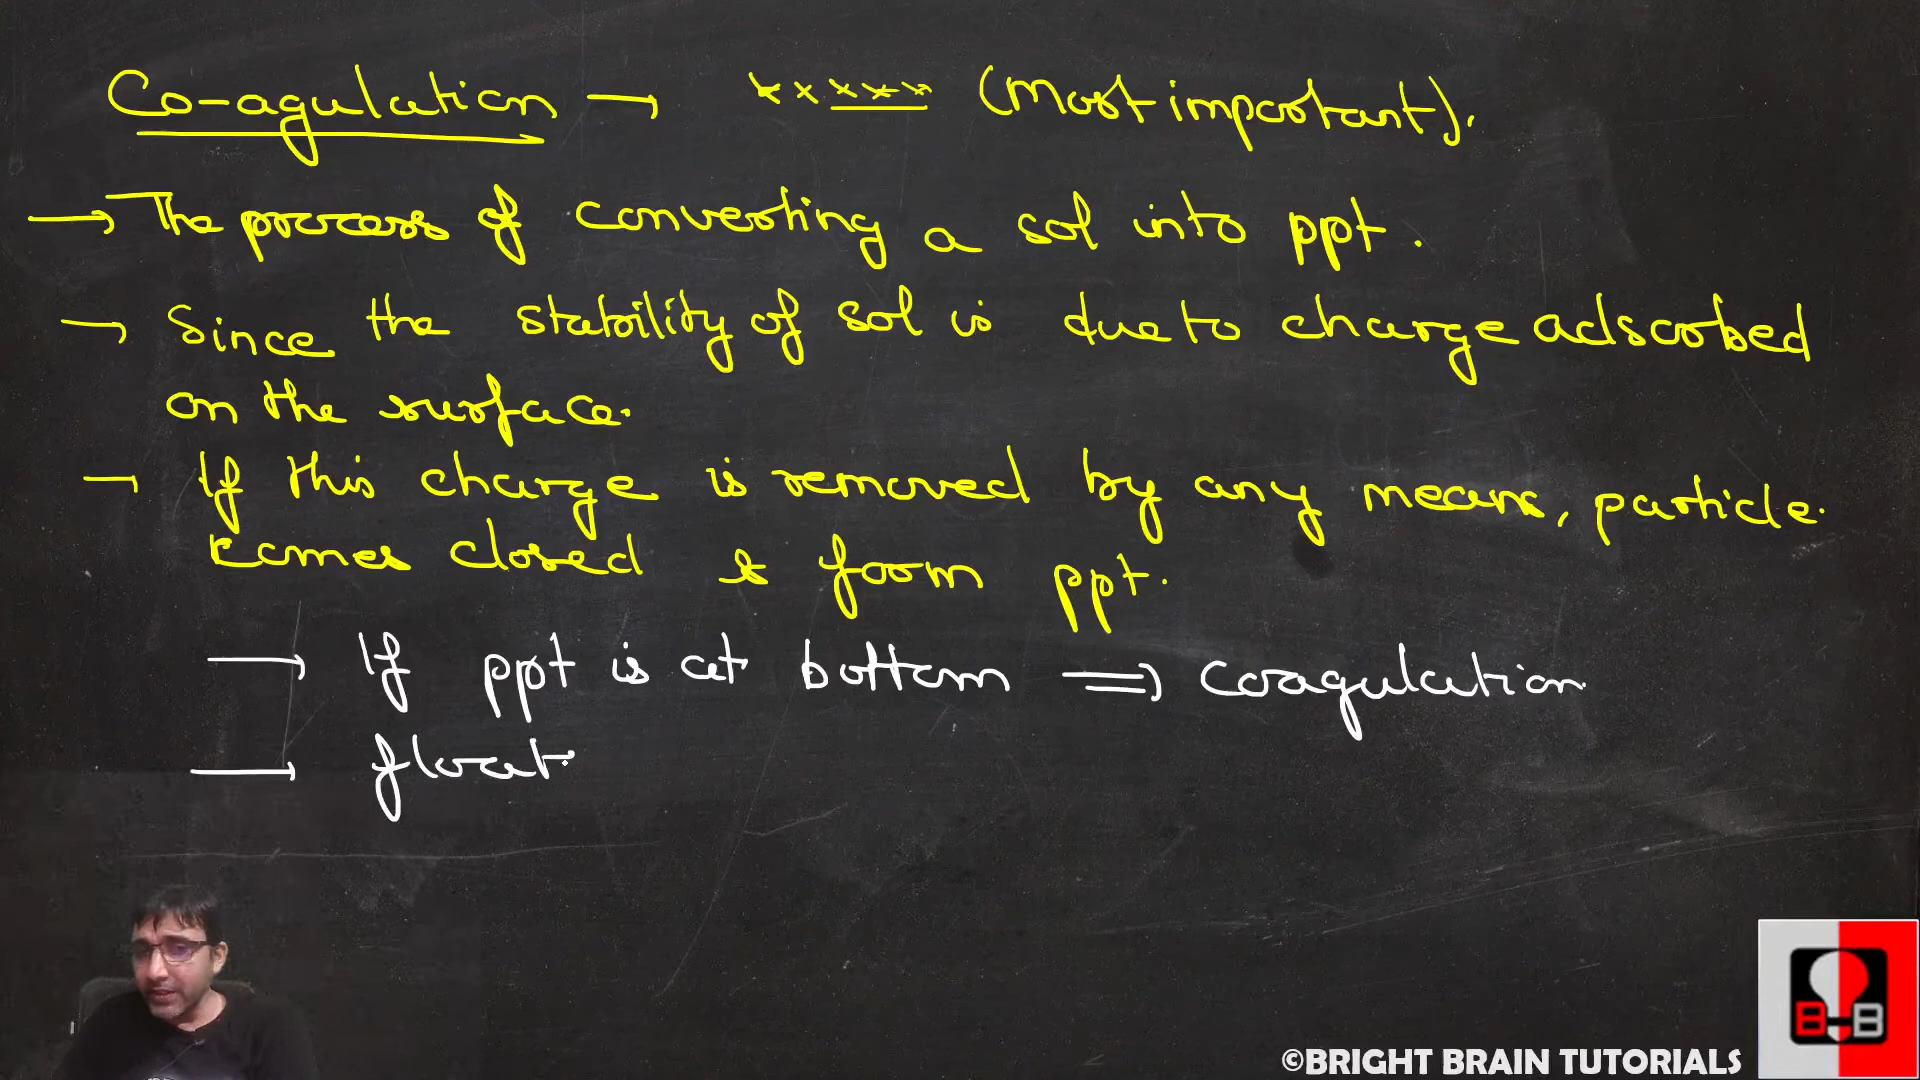 Co-agulation → ××××× (Most important).
→ The process of converting a sol into ppt.
→ Since the stability of sol is due to charge adsorbed
on the surface.
→ If this charge is removed by any means, particle
comes closed & form ppt.
→ If ppt is at bottom ⇒ coagulation
→ float
B B
©BRIGHT BRAIN TUTORIALS